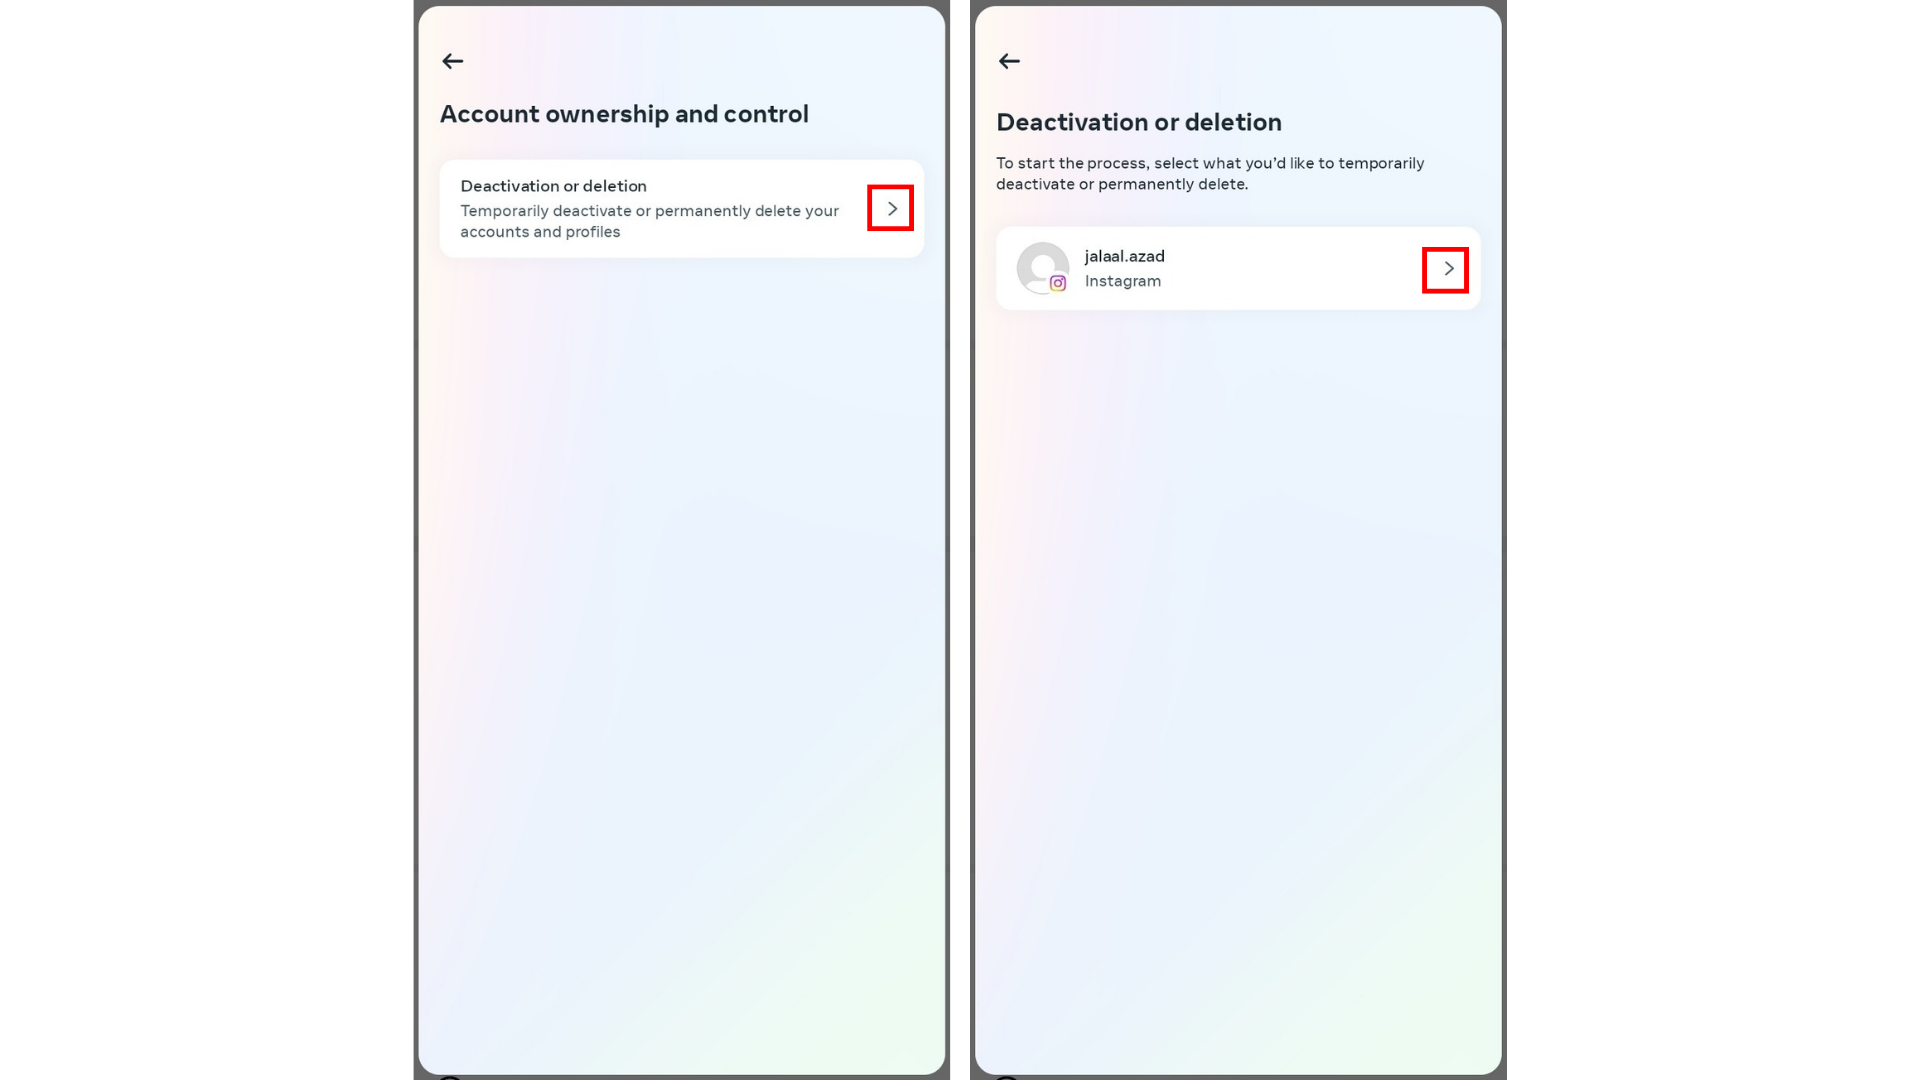 Account ownership and control
Deactivation or deletion
Temporarily deactivate or permanently delete your
accounts and profiles
Deactivation or deletion
To start the process, select what you’d like to temporarily
deactivate or permanently delete.
jalaal.azad
Instagram